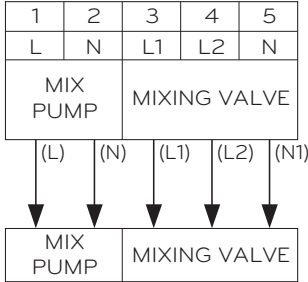 1 2 3 4 5
L N L1 L2 N
MIX PUMP MIXING VALVE
(L) (N) (L1) (L2) (N1)
MIX PUMP MIXING VALVE